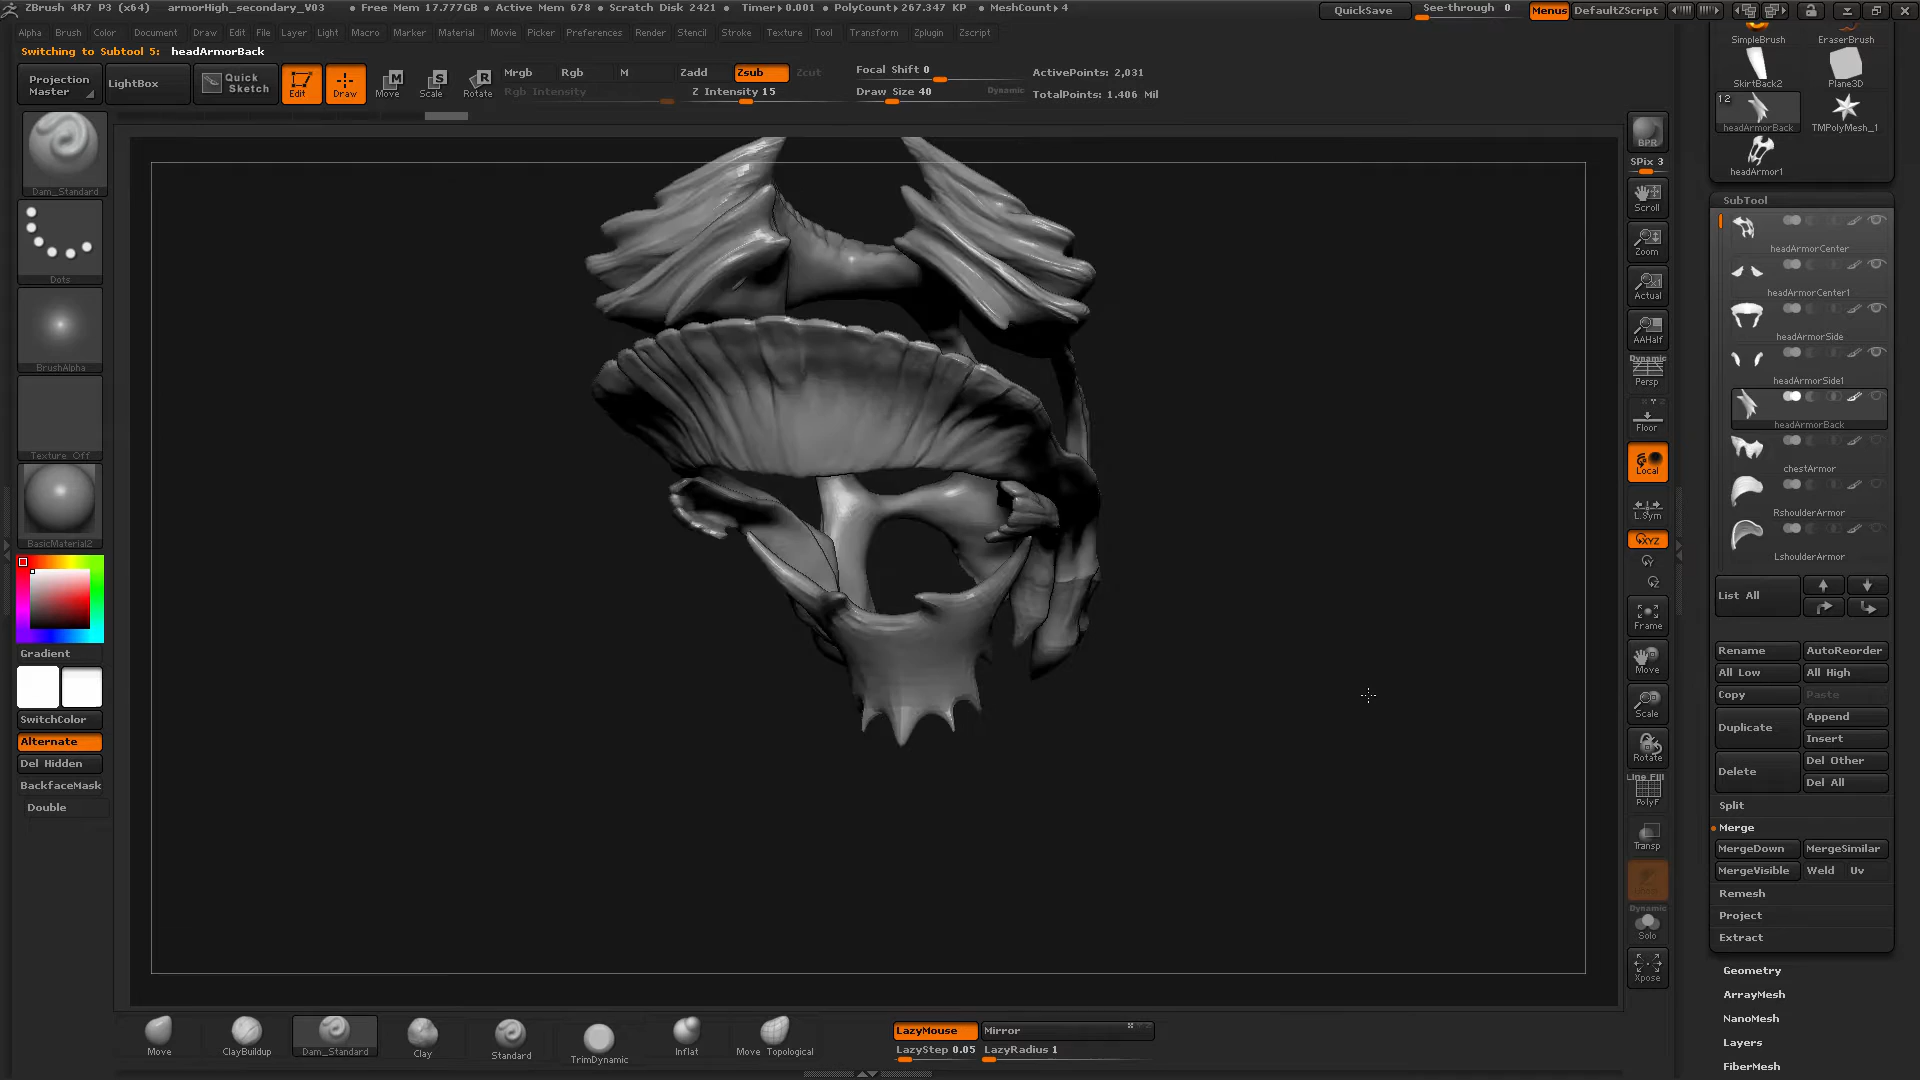 ZBrush 4R7 P3 (x64) armorHigh_secondary_V03 • Free Mem 17.777GB • Active Mem 678 • Scratch Disk 2421 • Timer▸0.001 • PolyCount▸267.347 KP • MeshCount▸4 QuickSave See-through 0 Menus DefaultZScript
Alpha Brush Color Document Draw Edit File Layer Light Macro Marker Material Movie Picker Preferences Render Stencil Stroke Texture Tool Transform Zplugin Zscript
Switching to Subtool 5: headArmorBack
Projection Master
LightBox
Quick Sketch
Edit
Draw
Move
Scale
Rotate
Mrgb Rgb M Zadd Zsub Zcut
Rgb Intensity Z Intensity 15
Focal Shift 0
Draw Size 40 Dynamic
ActivePoints: 2,031
TotalPoints: 1.406 Mil
Dam_Standard
Dots
BrushAlpha
Texture Off
BasicMaterial2
Gradient
SwitchColor
Alternate
Del Hidden
BackfaceMask
Double
BPR
SPix 3
Scroll
Zoom
Actual
AAHalf
Dynamic
Persp
Floor
Local
L.Sym
XYZ
Frame
Move
Scale
Rotate
Line Fill
PolyF
Transp
Dynamic
Solo
Xpose
SimpleBrush EraserBrush
SkirtBack2 Plane3D
12
headArmorBack TMPolyMesh_1
headArmor1
SubTool
headArmorCenter
headArmorCenter1
headArmorSide
headArmorSide1
headArmorBack
chestArmor
RshoulderArmor
LshoulderArmor
List All
Rename AutoReorder
All Low All High
Copy Paste
Duplicate Append
Insert
Delete Del Other
Del All
Split
Merge
MergeDown MergeSimilar
MergeVisible Weld Uv
Remesh
Project
Extract
Geometry
ArrayMesh
NanoMesh
Layers
FiberMesh
Move ClayBuildup Dam_Standard Clay Standard TrimDynamic Inflat Move Topological
LazyMouse Mirror
LazyStep 0.05 LazyRadius 1